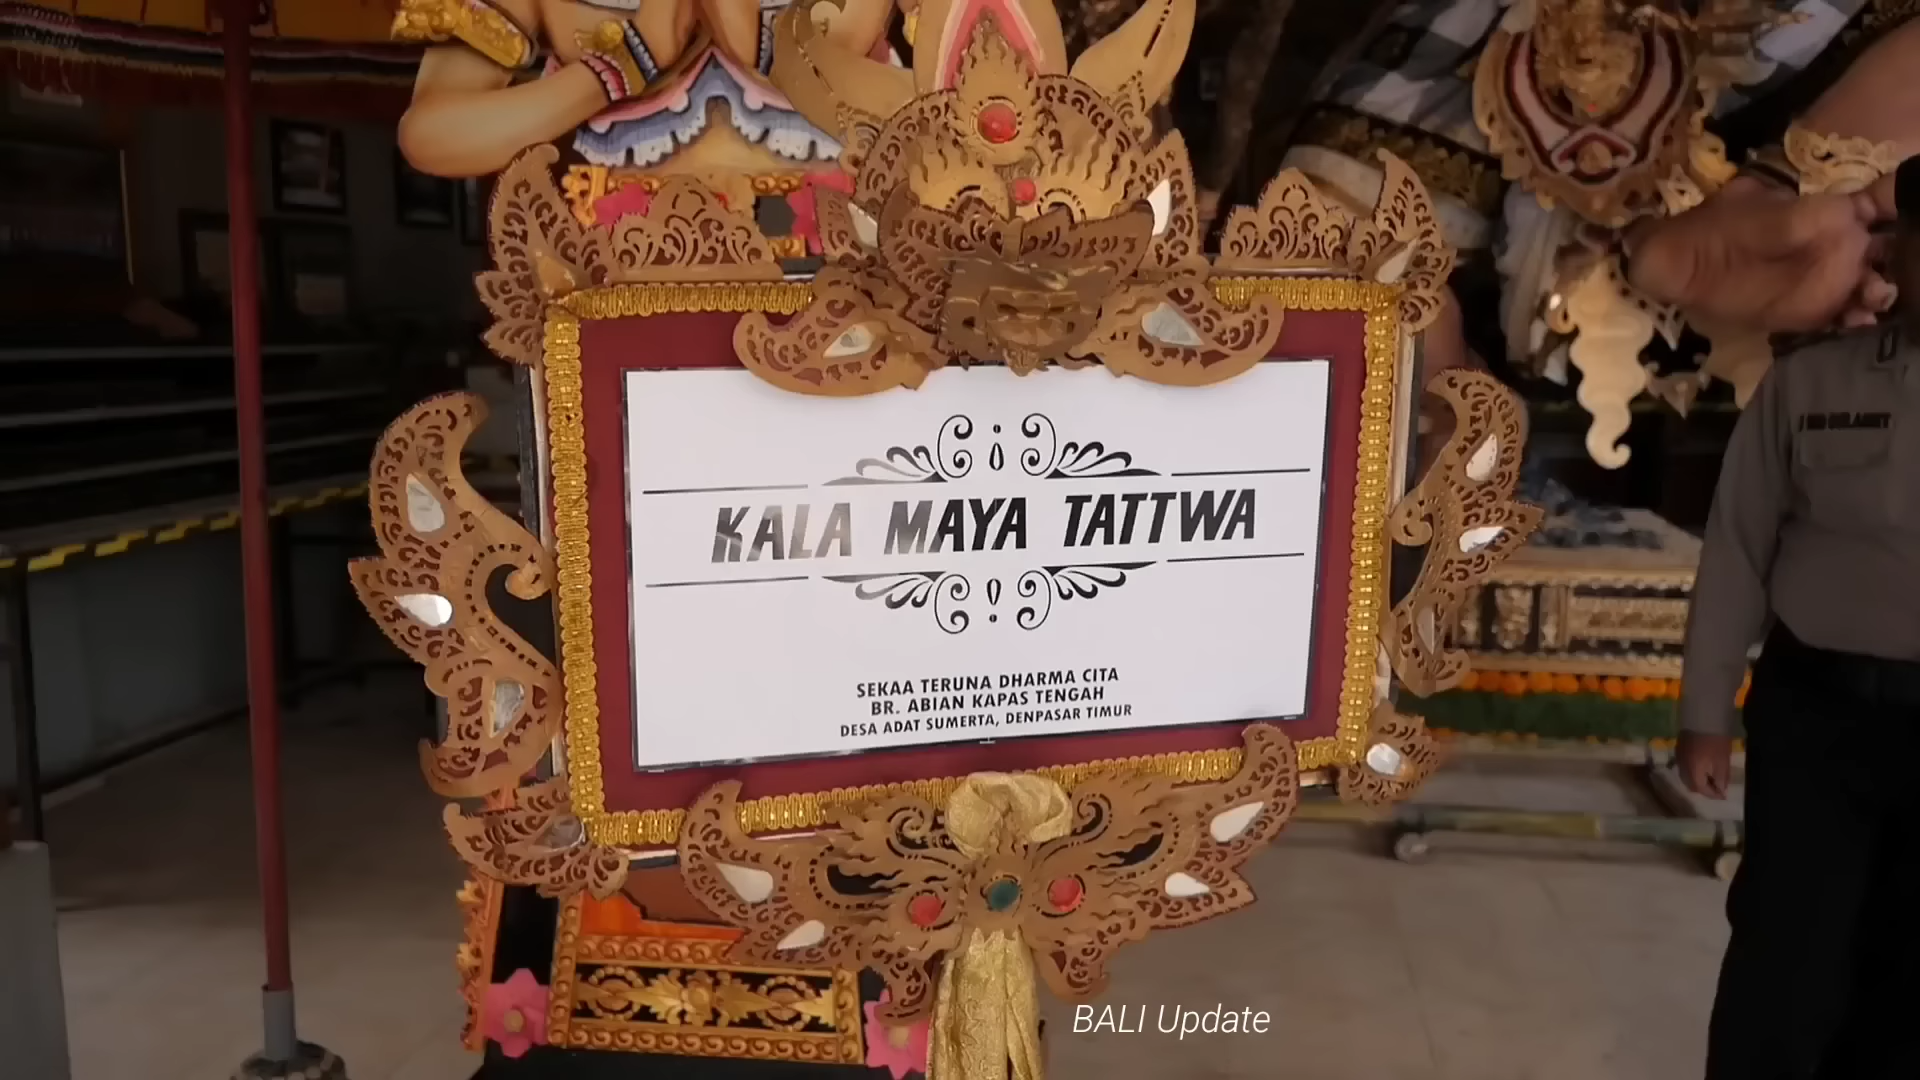 KALA MAYA TATTWA
SEKAA TERUNA DHARMA CITA
BR. ABIAN KAPAS TENGAH
DESA ADAT SUMERTA, DENPASAR TIMUR
BALI Update